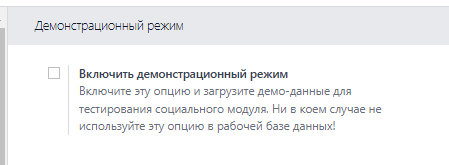 Демонстрационный режим
Включить демонстрационный режим
Включите эту опцию и загрузите демо-данные для
тестирования социального модуля. Ни в коем случае не
используйте эту опцию в рабочей базе данных!